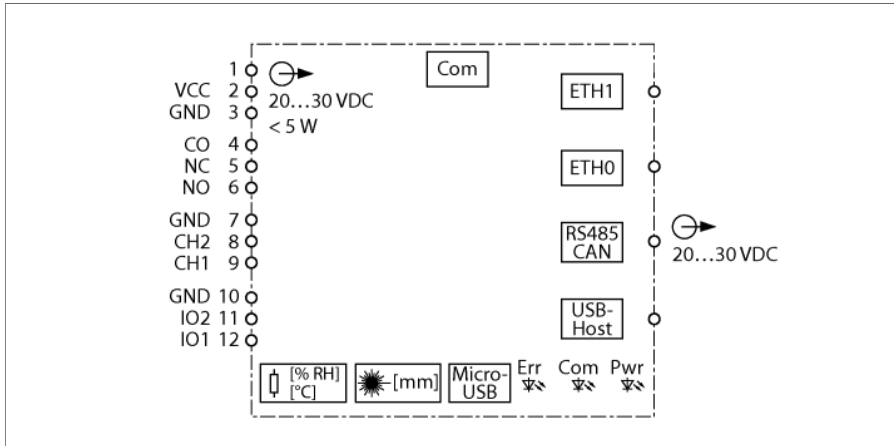 1
VCC 2
GND 3
20...30 VDC
< 5 W
CO 4
NC 5
NO 6
GND 7
CH2 8
CH1 9
GND 10
IO2 11
IO1 12
Com
ETH1
ETH0
RS485
CAN
20...30 VDC
USB-
Host
[% RH]
[°C]
[mm]
Micro-
USB
Err
Com
Pwr